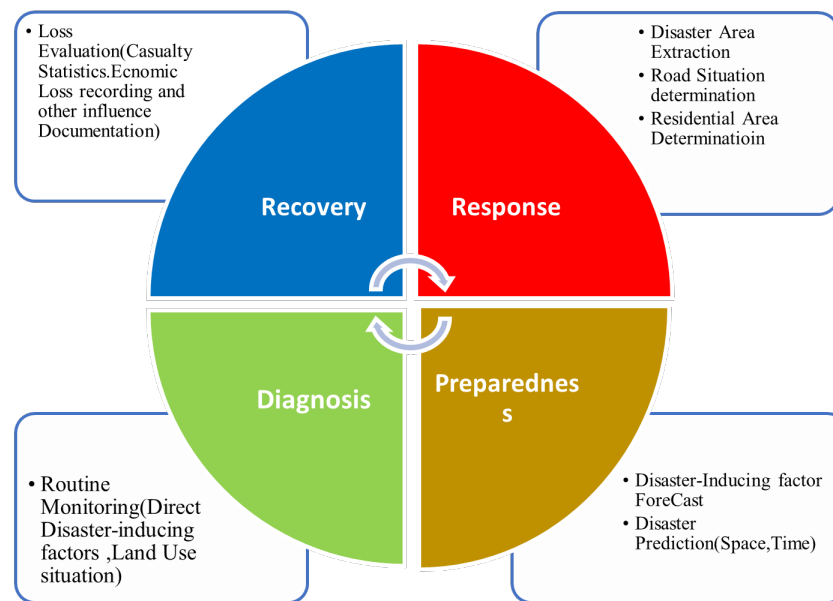 • Loss
Evaluation(Casualty
Statistics.Ecnomic
Loss recording and
other influence
Documentation)
• Disaster Area
Extraction
• Road Situation
determination
• Residential Area
Determinatioin
Recovery
Response
Diagnosis
Preparednes
s
• Routine
Monitoring(Direct
Disaster-inducing
factors ,Land Use
situation)
• Disaster-Inducing factor
ForeCast
• Disaster
Prediction(Space,Time)